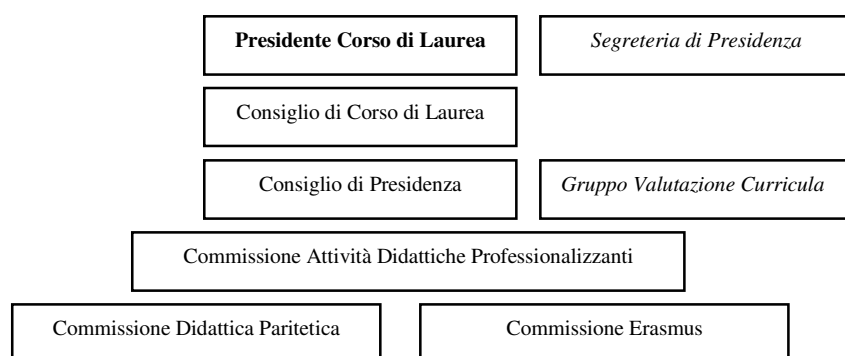 Presidente Corso di Laurea
Segreteria di Presidenza
Consiglio di Corso di Laurea
Consiglio di Presidenza
Gruppo Valutazione Curricula
Commissione Attività Didattiche Professionalizzanti
Commissione Didattica Paritetica
Commissione Erasmus